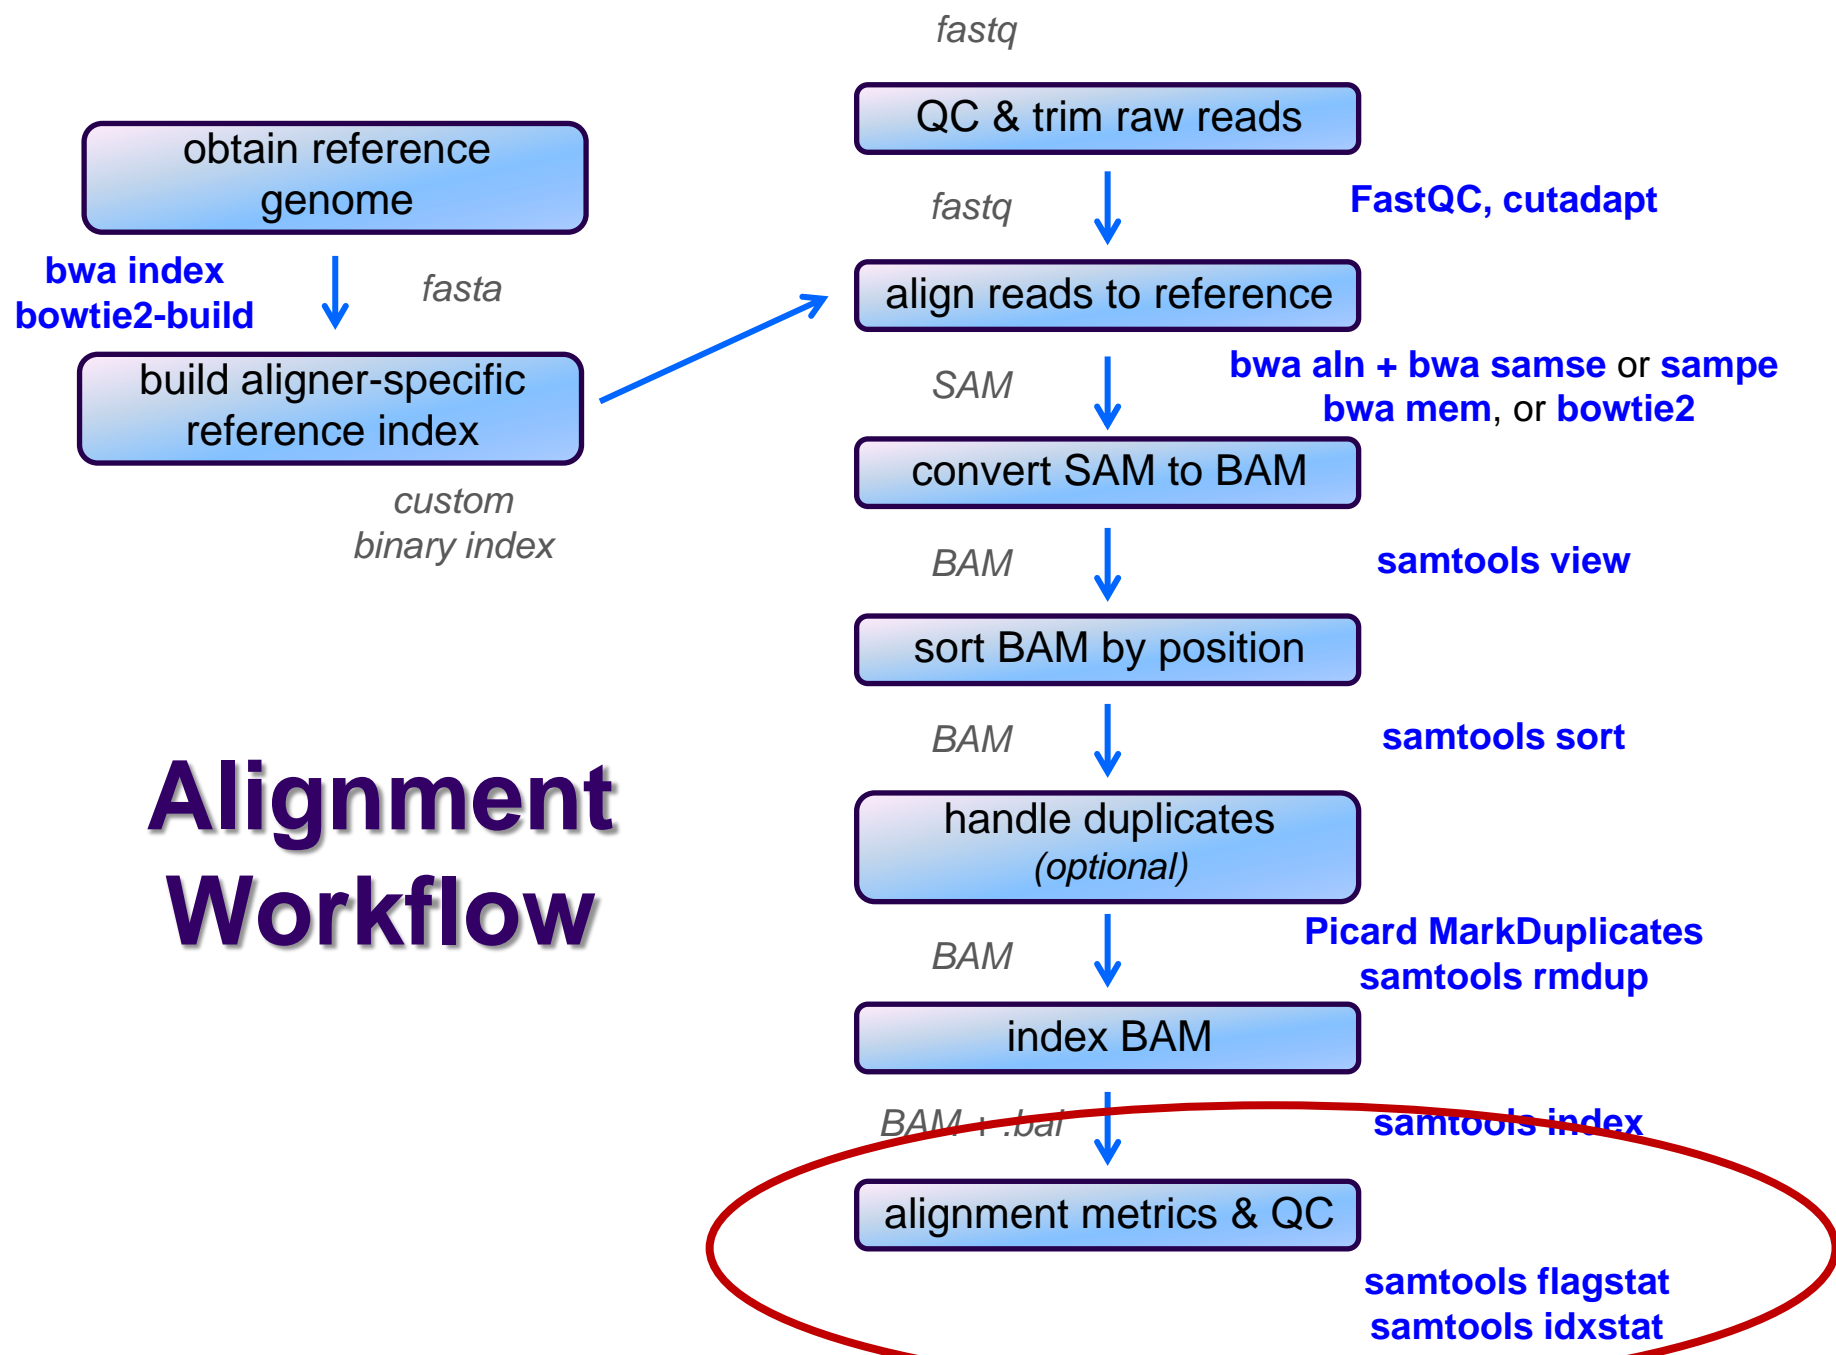 fastq
QC & trim raw reads
obtain reference
genome
fastq
FastQC, cutadapt
bwa index
bowtie2-build
fasta
align reads to reference
build aligner-specific
reference index
SAM
bwa aln + bwa samse or sampe
bwa mem, or bowtie2
custom
binary index
convert SAM to BAM
BAM
samtools view
sort BAM by position
BAM
samtools sort
Alignment
Workflow
handle duplicates
(optional)
BAM
Picard MarkDuplicates
samtools rmdup
index BAM
BAM + .bai
samtools index
alignment metrics & QC
samtools flagstat
samtools idxstat